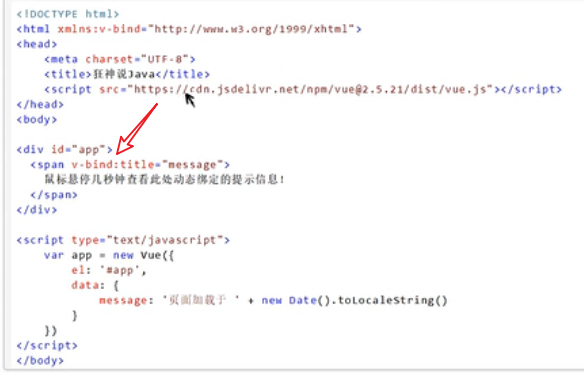 <!DOCTYPE html>
<html xmlns:v-bind="http://www.w3.org/1999/xhtml">
<head>
    <meta charset="UTF-8">
    <title>狂神说Java</title>
    <script src="https://cdn.jsdelivr.net/npm/vue@2.5.21/dist/vue.js"></script>
</head>
<body>
<div id="app">
  <span v-bind:title="message">
    鼠标悬停几秒钟查看此处动态绑定的提示信息!
  </span>
</div>
<script type="text/javascript">
    var app = new Vue({
        el: '#app',
        data: {
            message: '页面加载于 ' + new Date().toLocaleString()
        }
    })
</script>
</body>